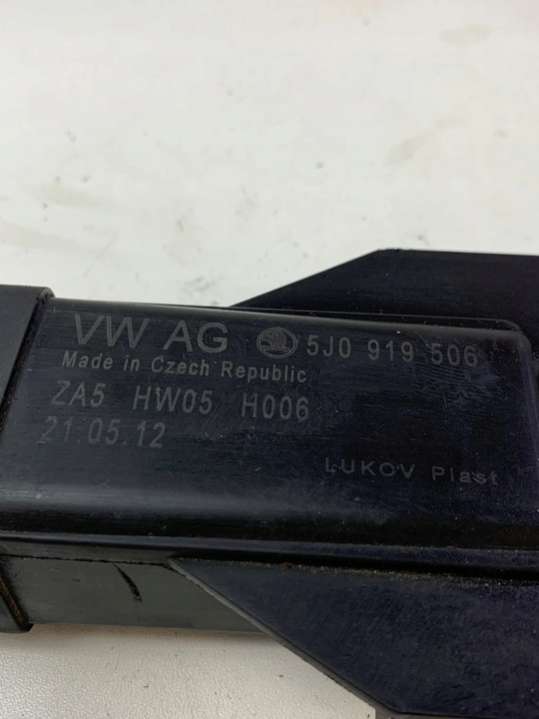 VW AG 5J0 919 506
Made in Czech Republic
ZA5 HW05 H006
21.05.12
LUKOV Plast